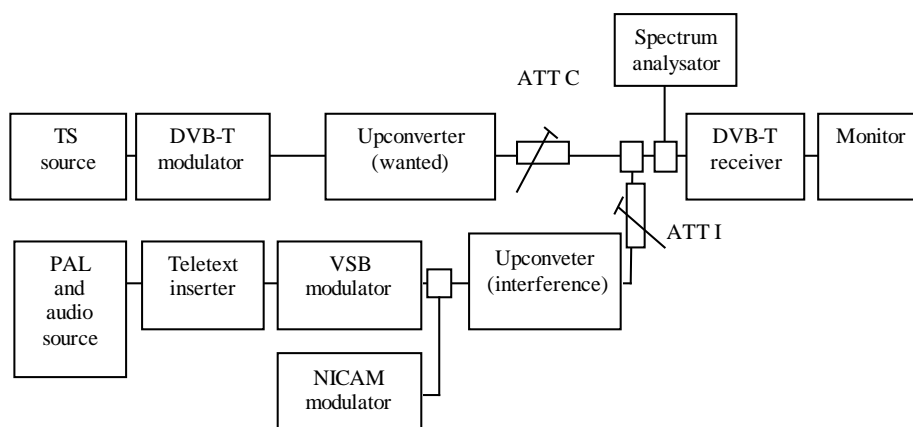 Spectrum
analysator
ATT C
TS
source
DVB-T
modulator
Upconverter
(wanted)
DVB-T
receiver
Monitor
ATT I
PAL
and
audio
source
Teletext
inserter
VSB
modulator
Upconveter
(interference)
NICAM
modulator